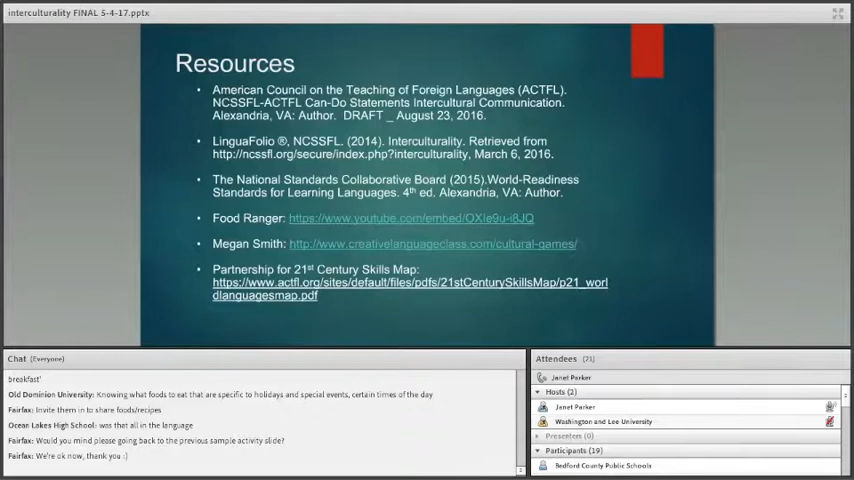 interculturality FINAL 5-4-17.pptx
Resources
• American Council on the Teaching of Foreign Languages (ACTFL).
NCSSFL-ACTFL Can-Do Statements Intercultural Communication.
Alexandria, VA: Author. DRAFT _ August 23, 2016.
• LinguaFolio ®, NCSSFL. (2014). Interculturality. Retrieved from
http://ncssfl.org/secure/index.php?interculturality, March 6, 2016.
• The National Standards Collaborative Board (2015).World-Readiness
Standards for Learning Languages. 4th ed. Alexandria, VA: Author.
• Food Ranger: https://www.youtube.com/embed/OXIe9u-i8JQ
• Megan Smith: http://www.creativelanguageclass.com/cultural-games/
• Partnership for 21st Century Skills Map:
https://www.actfl.org/sites/default/files/pdfs/21stCenturySkillsMap/p21_worl
dlanguagesmap.pdf
Chat (Everyone)
breakfast'
Old Dominion University: Knowing what foods to eat that are specific to holidays and special events, certain times of the day
Fairfax: Invite them in to share foods/recipes
Ocean Lakes High School: was that all in the language
Fairfax: Would you mind please going back to the previous sample activity slide?
Fairfax: We're ok now, thank you :)
Attendees (21)
Janet Parker
Hosts (2)
Janet Parker
Washington and Lee University
Presenters (0)
Participants (19)
Bedford County Public Schools